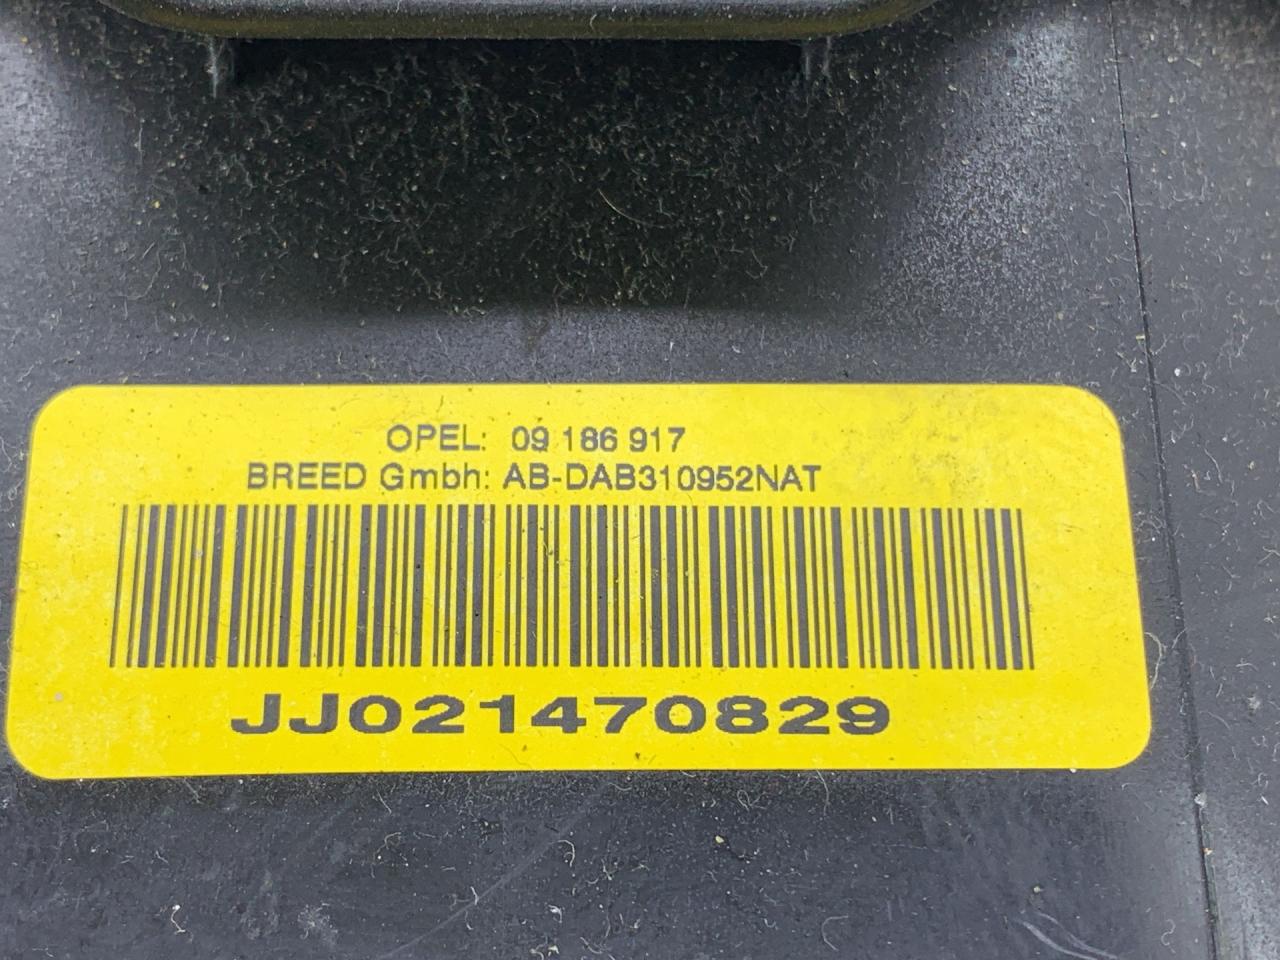 OPEL: 09 186 917
BREED Gmbh: AB-DAB310952NAT
JJ021470829